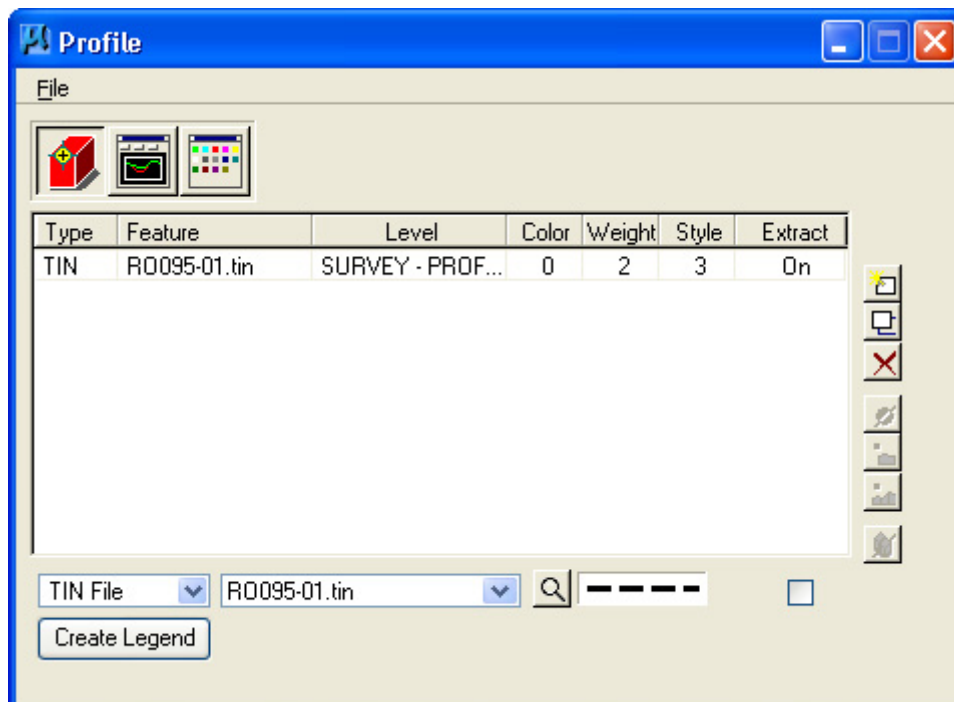 Profile
File
Type Feature Level Color Weight Style Extract
TIN RO095-01.tin SURVEY - PROF... 0 2 3 On
TIN File RO095-01.tin
Create Legend